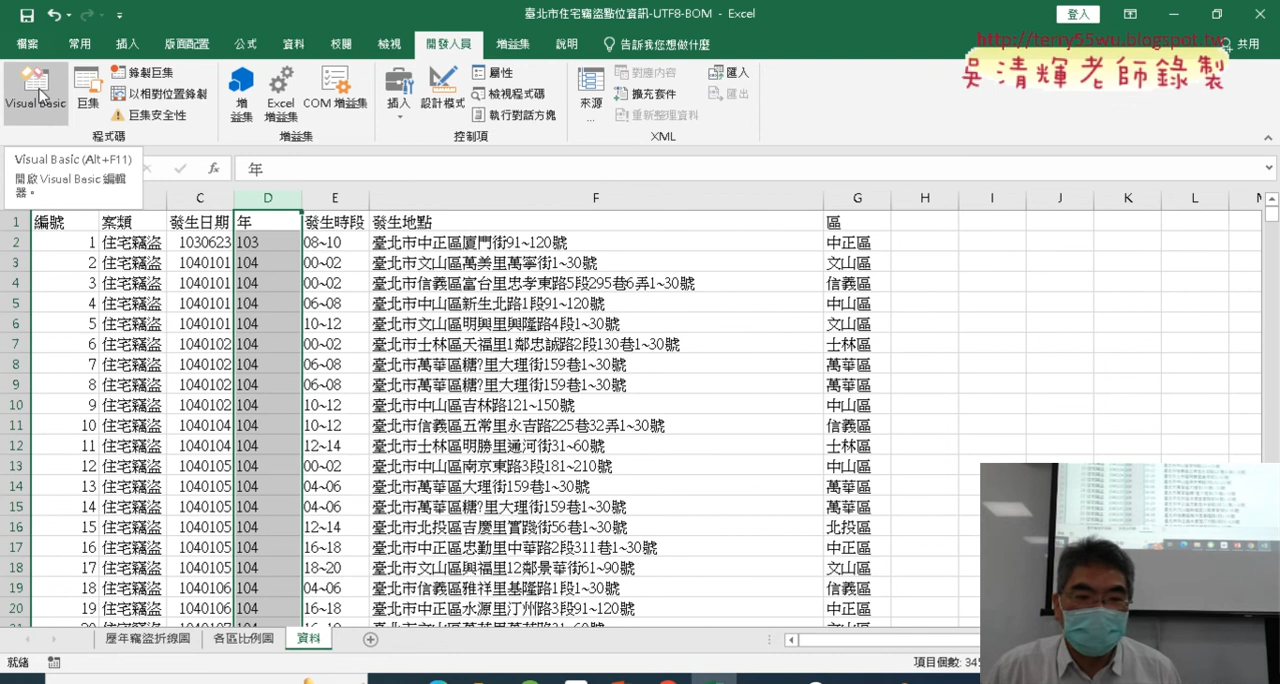 臺北市住宅竊盜點位資訊-UTF8-BOM - Excel
登入
檔案 常用 插入 版面配置 公式 資料 校閱 檢視 開發人員 增益集 說明 告訴我您想做什麼 共用
http://terry55wu.blogspot.tw
吳清輝老師錄製
Visual Basic 巨集 錄製巨集 以相對位置錄製 巨集安全性
程式碼
增益集 Excel 增益集 COM 增益集
增益集
插入 設計模式 屬性 檢視程式碼 執行對話方塊
控制項
來源... 對應內容 擴充套件 重新整理資料 匯入 匯出
XML
Visual Basic (Alt+F11)
開啟 Visual Basic 編輯器。
fx 年
C D E F G H I J K L
1 編號 案類 發生日期 年 發生時段 發生地點 區
2 1 住宅竊盜 1030623 103 08~10 臺北市中正區廈門街91~120號 中正區
3 2 住宅竊盜 1040101 104 00~02 臺北市文山區萬美里萬寧街1~30號 文山區
4 3 住宅竊盜 1040101 104 00~02 臺北市信義區富台里忠孝東路5段295巷6弄1~30號 信義區
5 4 住宅竊盜 1040101 104 06~08 臺北市中山區新生北路1段91~120號 中山區
6 5 住宅竊盜 1040101 104 10~12 臺北市文山區明興里興隆路4段1~30號 文山區
7 6 住宅竊盜 1040102 104 00~02 臺北市士林區天福里1鄰忠誠路2段130巷1~30號 士林區
8 7 住宅竊盜 1040102 104 06~08 臺北市萬華區糖?里大理街159巷1~30號 萬華區
9 8 住宅竊盜 1040102 104 06~08 臺北市萬華區糖?里大理街159巷1~30號 萬華區
10 9 住宅竊盜 1040102 104 10~12 臺北市中山區吉林路121~150號 中山區
11 10 住宅竊盜 1040104 104 10~12 臺北市信義區五常里永吉路225巷32弄1~30號 信義區
12 11 住宅竊盜 1040104 104 12~14 臺北市士林區明勝里通河街31~60號 士林區
13 12 住宅竊盜 1040105 104 00~02 臺北市中山區南京東路3段181~210號 中山區
14 13 住宅竊盜 1040105 104 04~06 臺北市萬華區大理街159巷1~30號 萬華區
15 14 住宅竊盜 1040105 104 04~06 臺北市萬華區糖?里大理街159巷1~30號 萬華區
16 15 住宅竊盜 1040105 104 12~14 臺北市北投區吉慶里實踐街56巷1~30號 北投區
17 16 住宅竊盜 1040105 104 16~18 臺北市中正區忠勤里中華路2段311巷1~30號 中正區
18 17 住宅竊盜 1040105 104 18~20 臺北市文山區興福里12鄰景華街61~90號 文山區
19 18 住宅竊盜 1040106 104 04~06 臺北市信義區雅祥里基隆路1段1~30號 信義區
20 19 住宅竊盜 1040106 104 16~18 臺北市中正區水源里汀州路3段91~120號 中正區
歷年竊盜折線圖 各區比例圖 資料
就緒 項目個數: 345